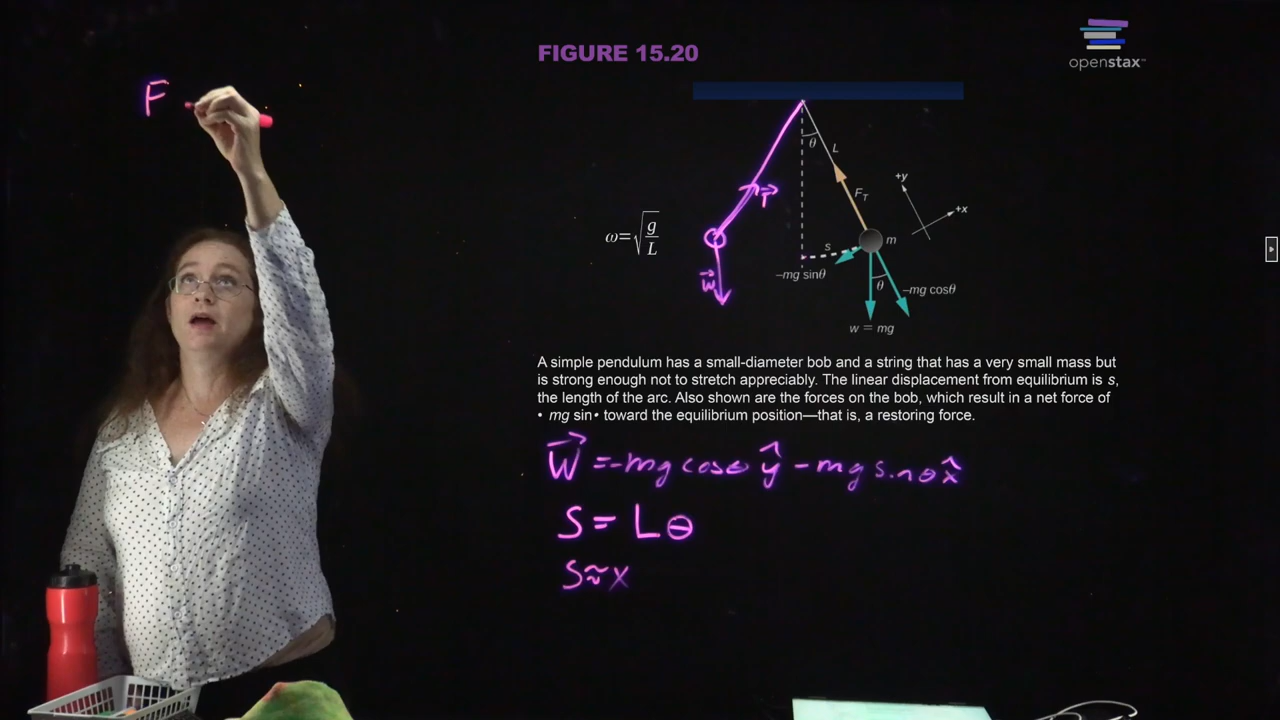 FIGURE 15.20
openstax™
F
θ
L
F_T
+y
+x
T⃗
ω=√(g/L)
s
m
−mg sinθ
θ
−mg cosθ
w⃗
w = mg
A simple pendulum has a small-diameter bob and a string that has a very small mass but
is strong enough not to stretch appreciably. The linear displacement from equilibrium is s,
the length of the arc. Also shown are the forces on the bob, which result in a net force of
• mg sin• toward the equilibrium position—that is, a restoring force.
W⃗ = -mg cosθ ŷ - mg sinθ x̂
S = Lθ
S≈x